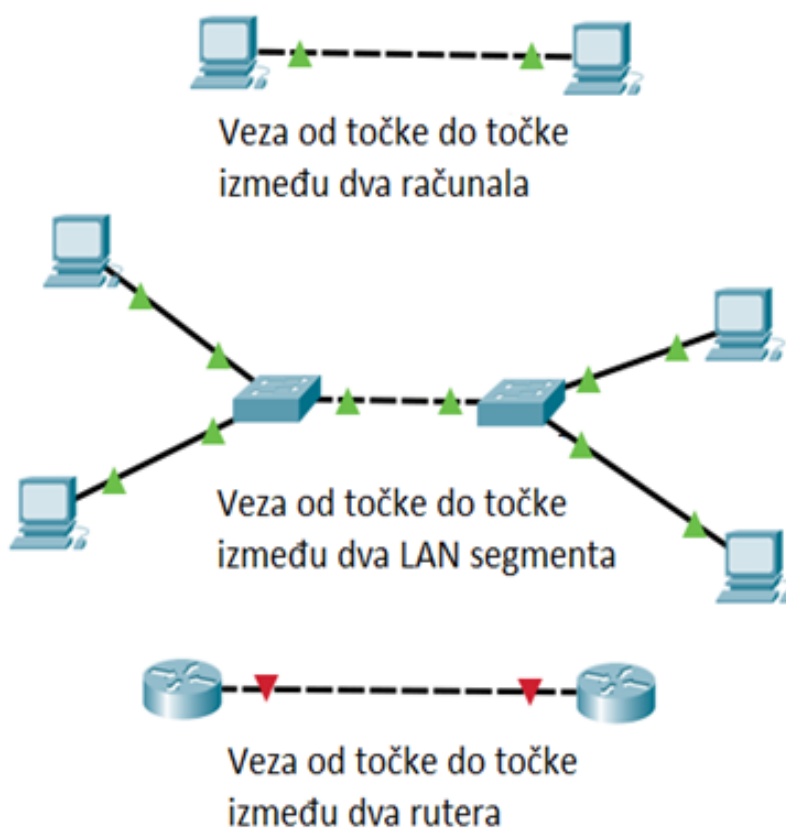 Veza od točke do točke
između dva računala
Veza od točke do točke
između dva LAN segmenta
Veza od točke do točke
između dva rutera